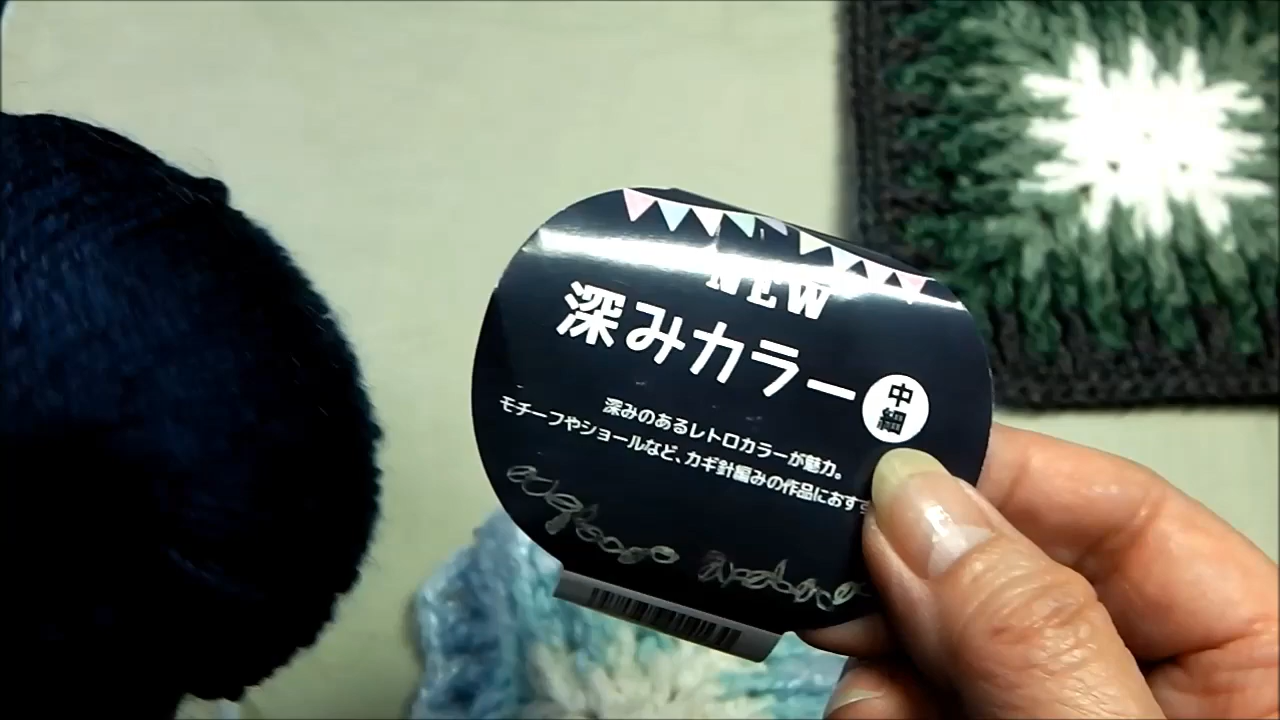 NEW
深みカラー
中細
深みのあるレトロカラーが魅力。
モチーフやショールなど、カギ針編みの作品におすす